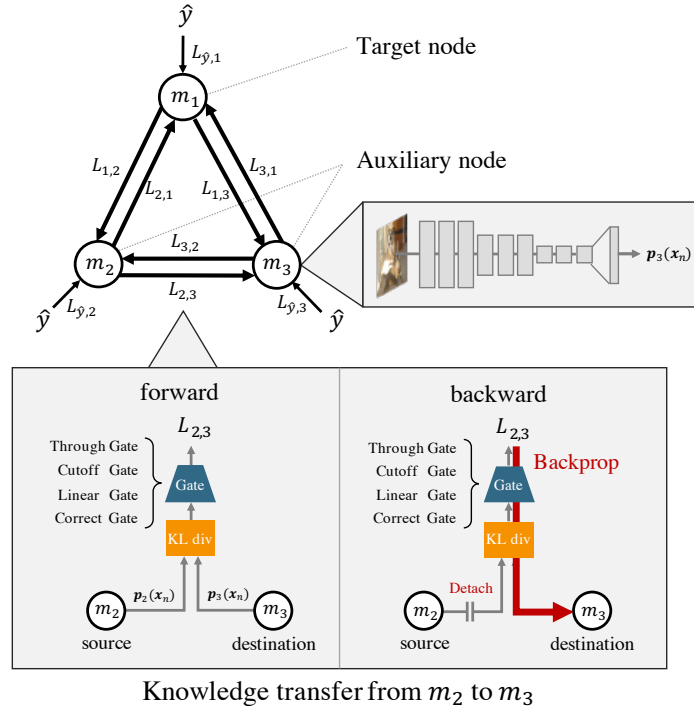 ŷ
L_{ŷ,1}
Target node
m_1
L_{1,2}
L_{2,1}
L_{1,3}
L_{3,1}
Auxiliary node
m_2
L_{3,2}
L_{2,3}
m_3
p_3(x_n)
L_{ŷ,2}
ŷ
L_{ŷ,3}
ŷ
forward
L_{2,3}
Through Gate
Cutoff Gate
Linear Gate
Correct Gate
Gate
KL div
p_2(x_n)
p_3(x_n)
m_2
m_3
source
destination
backward
L_{2,3}
Through Gate
Cutoff Gate
Linear Gate
Correct Gate
Backprop
Gate
KL div
Detach
m_2
m_3
source
destination
Knowledge transfer from m_2 to m_3